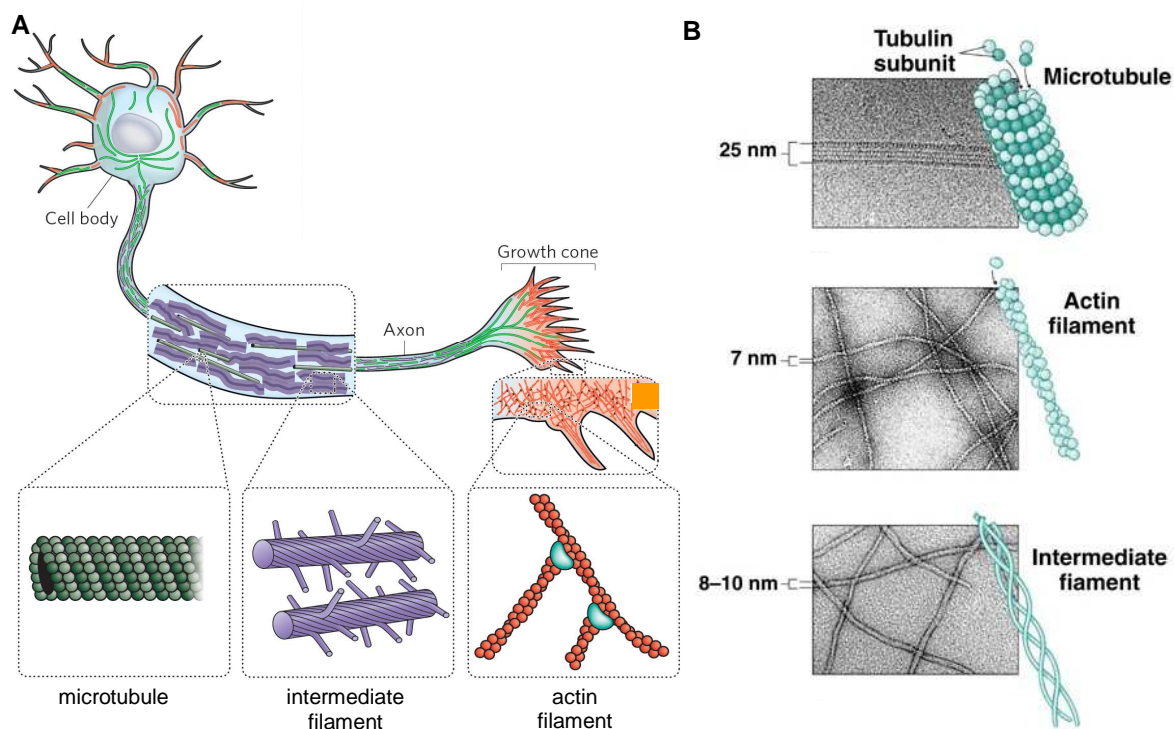 A
Cell body
Growth cone
Axon
microtubule
intermediate
filament
actin
filament
B
Tubulin
subunit
Microtubule
25 nm
Actin
filament
7 nm
Intermediate
fiament
8–10 nm